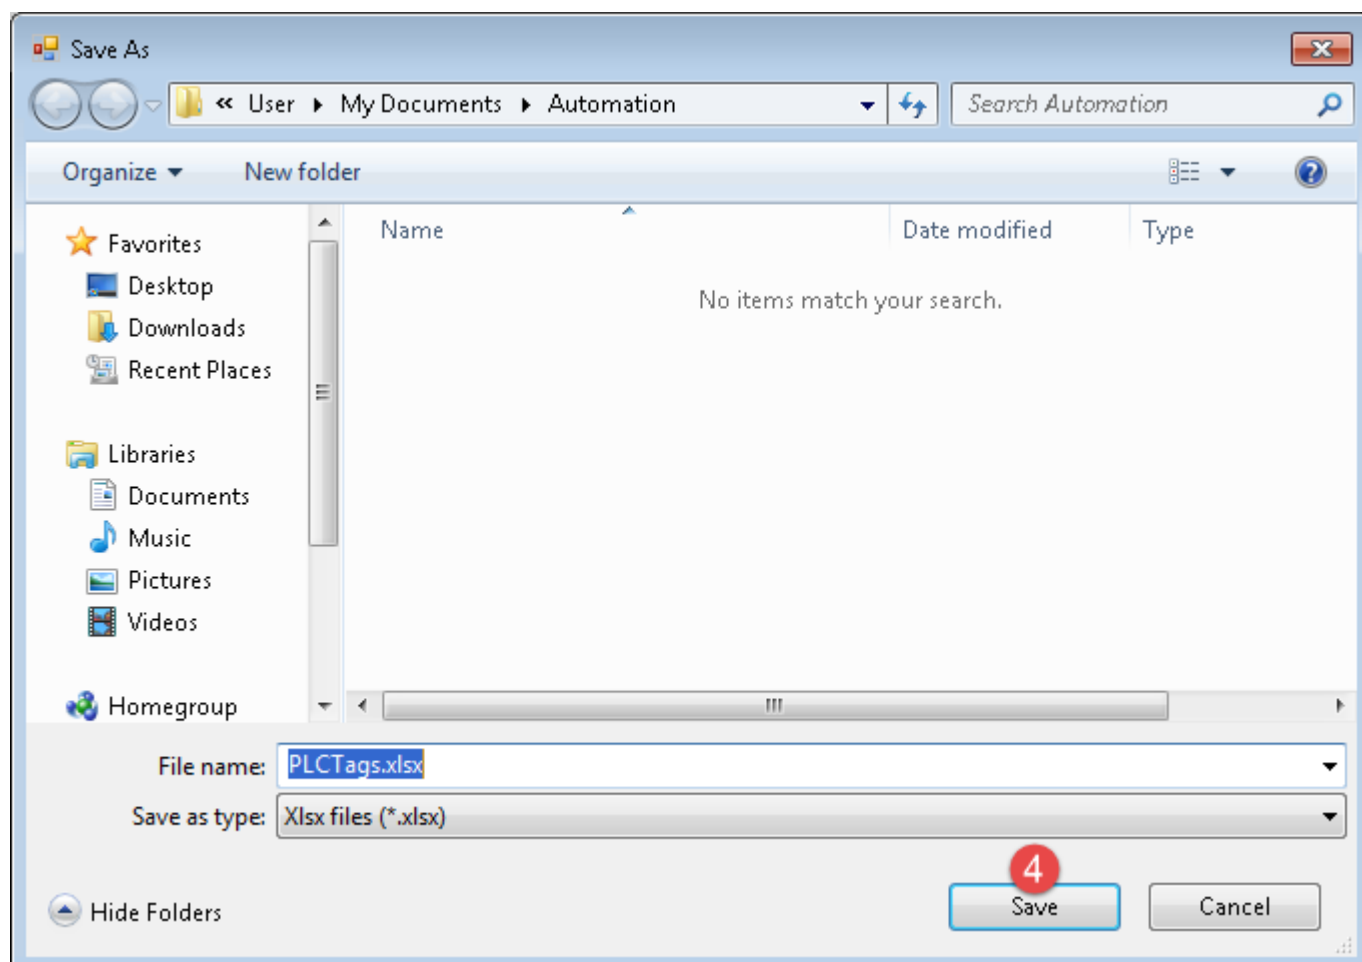 Save As
« User ▸ My Documents ▸ Automation Search Automation
Organize New folder
Name Date modified Type
Favorites
Desktop
Downloads
Recent Places
Libraries
Documents
Music
Pictures
Videos
Homegroup
No items match your search.
File name: PLCTags.xlsx
Save as type: Xlsx files (*.xlsx)
4
Hide Folders Save Cancel